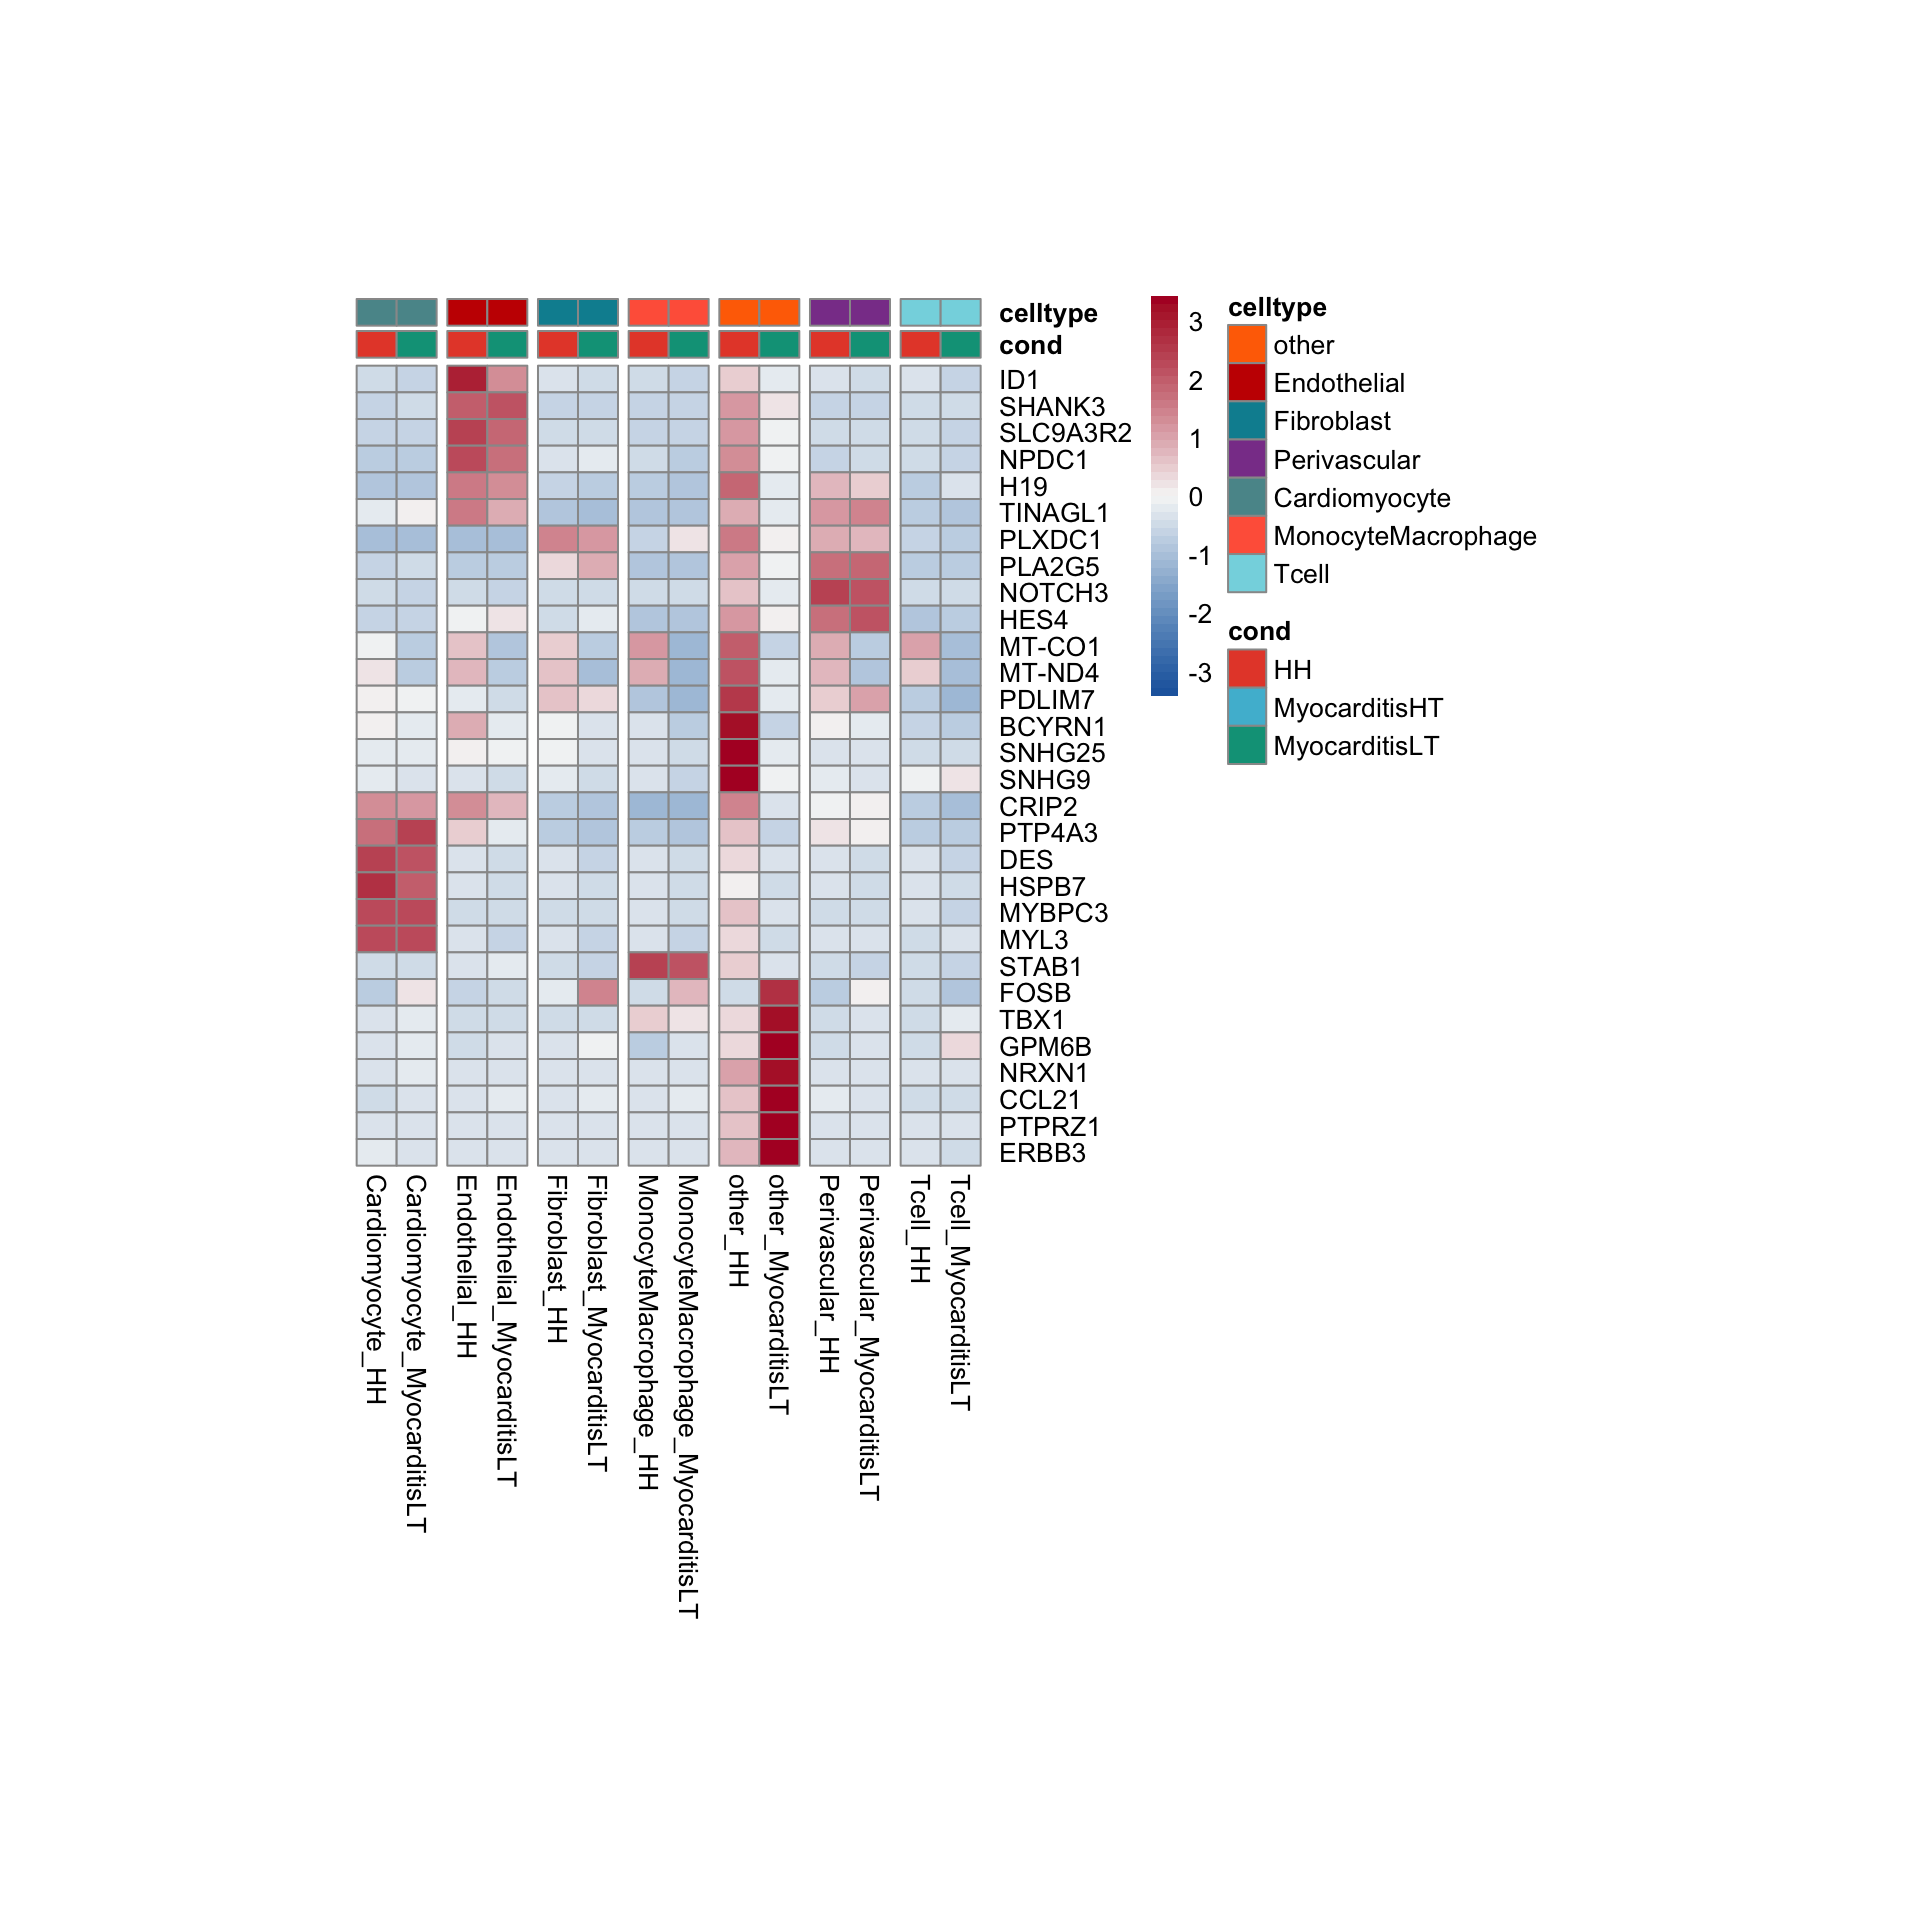 celltype
cond
ID1
SHANK3
SLC9A3R2
NPDC1
H19
TINAGL1
PLXDC1
PLA2G5
NOTCH3
HES4
MT-CO1
MT-ND4
PDLIM7
BCYRN1
SNHG25
SNHG9
CRIP2
PTP4A3
DES
HSPB7
MYBPC3
MYL3
STAB1
FOSB
TBX1
GPM6B
NRXN1
CCL21
PTPRZ1
ERBB3
Cardiomyocyte_HH
Cardiomyocyte_MyocarditisLT
Endothelial_HH
Endothelial_MyocarditisLT
Fibroblast_HH
Fibroblast_MyocarditisLT
MonocyteMacrophage_HH
MonocyteMacrophage_MyocarditisLT
other_HH
other_MyocarditisLT
Perivascular_HH
Perivascular_MyocarditisLT
Tcell_HH
Tcell_MyocarditisLT
3
2
1
0
-1
-2
-3
celltype
other
Endothelial
Fibroblast
Perivascular
Cardiomyocyte
MonocyteMacrophage
Tcell
cond
HH
MyocarditisHT
MyocarditisLT